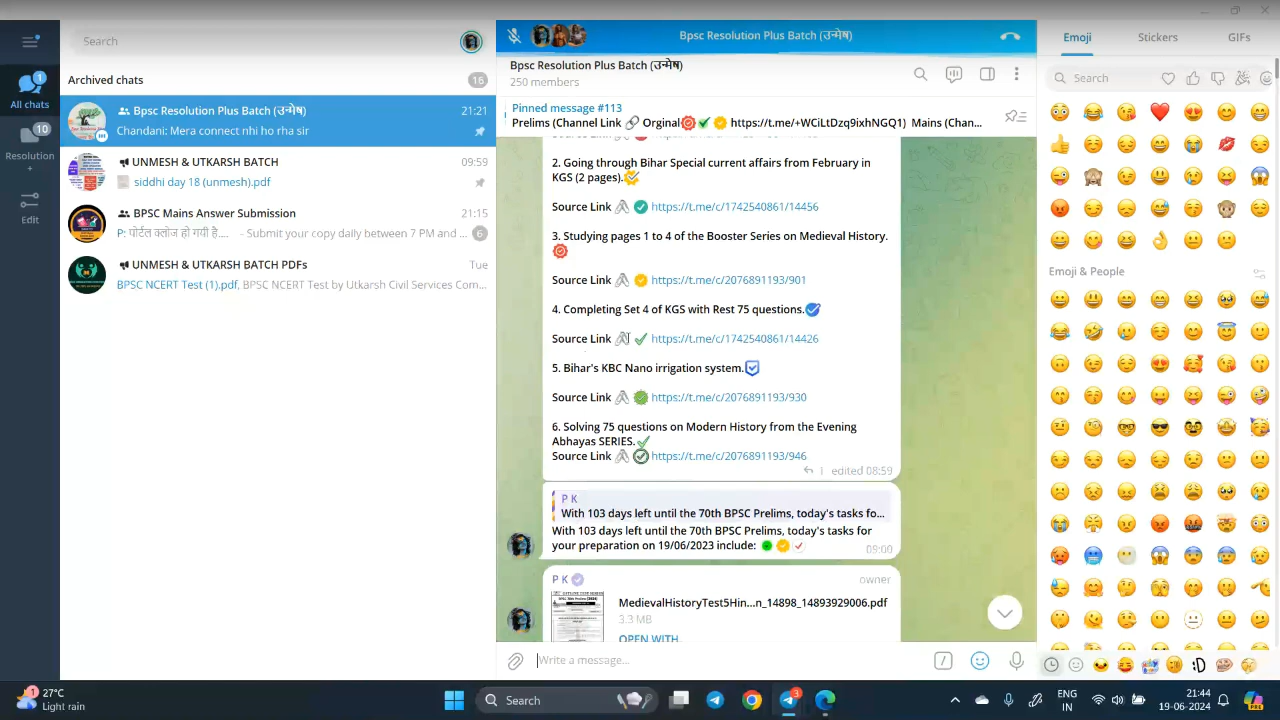 Search
Archived chats
16
Bpsc Resolution Plus Batch (उन्मेष)
21:21
Chandani: Mera connect nhi ho rha sir
UNMESH & UTKARSH BATCH
09:59
siddhi day 18 (unmesh).pdf
BPSC Mains Answer Submission
21:15
P: पोर्टल क्लोज हो गयी है.... - Submit your copy daily between 7 PM and ...
6
UNMESH & UTKARSH BATCH PDFs
Tue
BPSC NCERT Test (1).pdf, BPSC NCERT Test by Utkarsh Civil Services Com...
1
All chats
10
Resolution
+
Edit
Bpsc Resolution Plus Batch (उन्मेष)
Bpsc Resolution Plus Batch (उन्मेष)
250 members
Pinned message #113
Prelims (Channel Link 🔗 Orginal https://t.me/+WCiLtDzq9ixhNGQ1) Mains (Chan...
2. Going through Bihar Special current affairs from February in
KGS (2 pages).
Source Link https://t.me/c/1742540861/14456
3. Studying pages 1 to 4 of the Booster Series on Medieval History.
Source Link https://t.me/c/2076891193/901
4. Completing Set 4 of KGS with Rest 75 questions.
Source Link https://t.me/c/1742540861/14426
5. Bihar's KBC Nano irrigation system.
Source Link https://t.me/c/2076891193/930
6. Solving 75 questions on Modern History from the Evening
Abhayas SERIES.
Source Link https://t.me/c/2076891193/946
1 edited 08:59
P K
With 103 days left until the 70th BPSC Prelims, today's tasks fo...
With 103 days left until the 70th BPSC Prelims, today's tasks for
your preparation on 19/06/2023 include:
09:00
P K
owner
MedievalHistoryTest5Hin...n_14898_14893929006.pdf
3.3 MB
OPEN WITH
Write a message...
Emoji Stickers GIFs
Search
Emoji & People
27°C
Light rain
Search
3
ENG
IN
21:44
19-06-2024